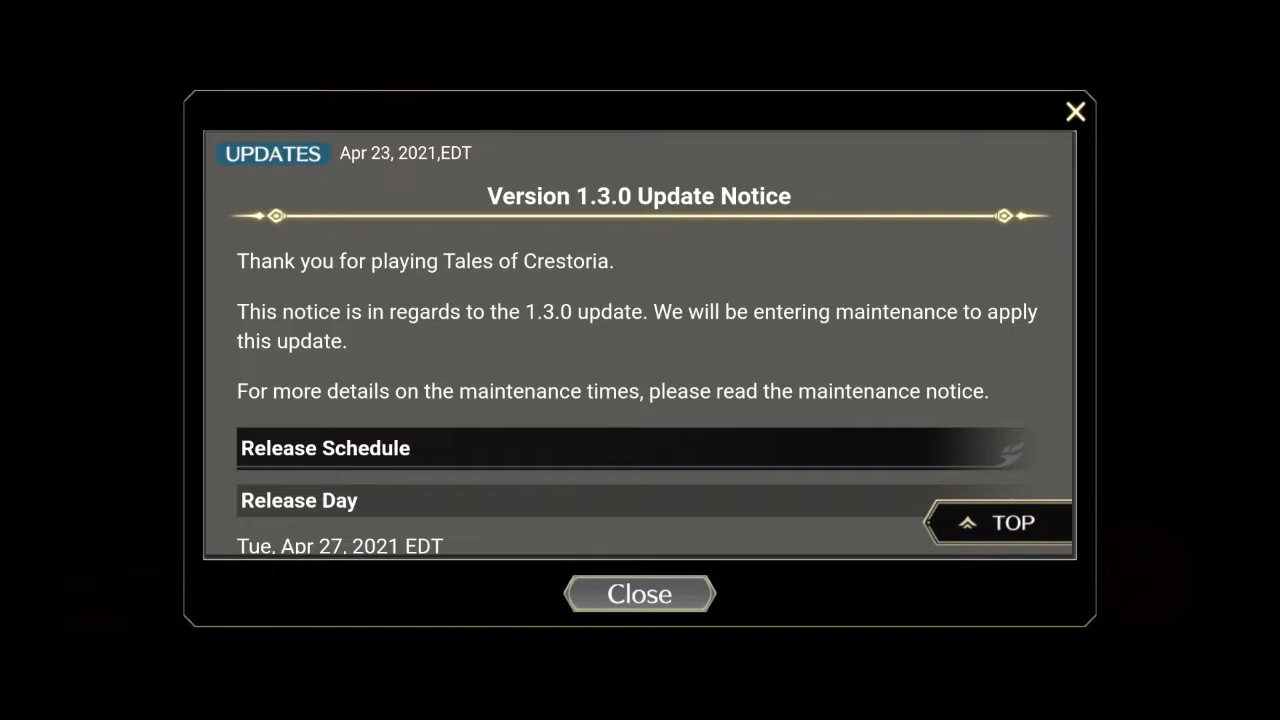 UPDATES Apr 23, 2021,EDT
Version 1.3.0 Update Notice
Thank you for playing Tales of Crestoria.
This notice is in regards to the 1.3.0 update. We will be entering maintenance to apply
this update.
For more details on the maintenance times, please read the maintenance notice.
Release Schedule
Release Day
TOP
Tue, Apr 27, 2021 EDT
Close